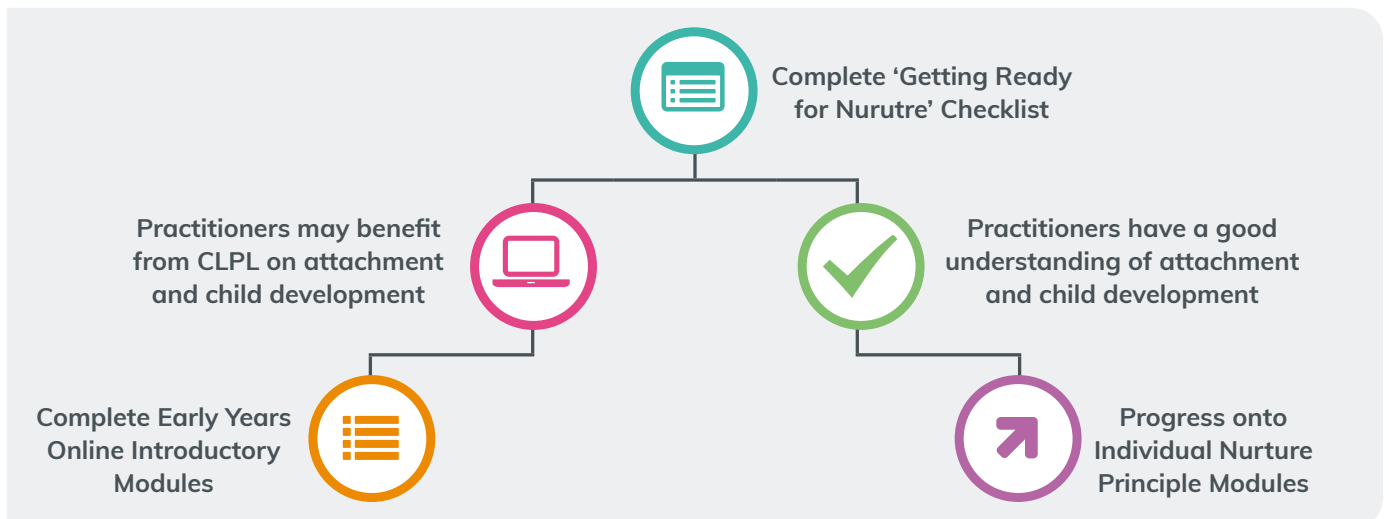 Complete ‘Getting Ready
for Nurutre’ Checklist
Practitioners may benefit
from CLPL on attachment
and child development
Practitioners have a good
understanding of attachment
and child development
Complete Early Years
Online Introductory
Modules
Progress onto
Individual Nurture
Principle Modules